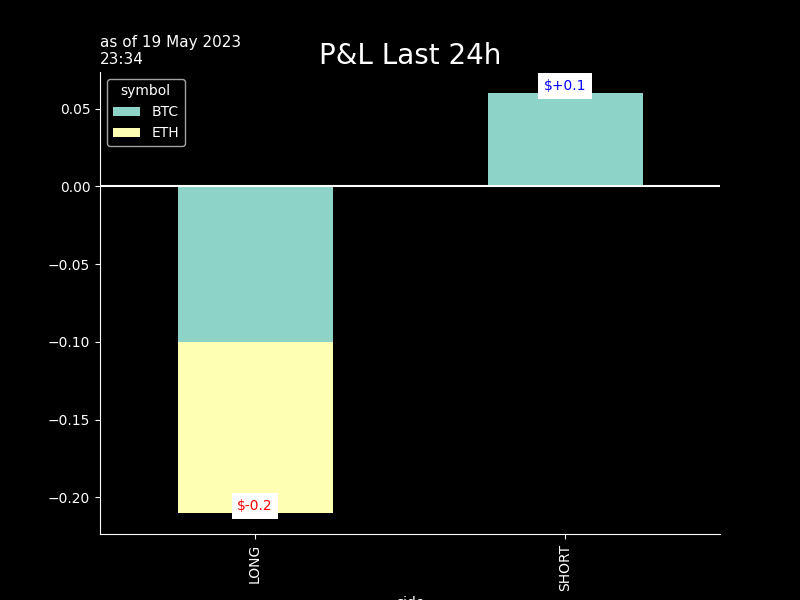 as of 19 May 2023
23:34
P&L Last 24h
symbol
BTC
ETH
0.05
0.00
−0.05
−0.10
−0.15
−0.20
$+0.1
$-0.2
LONG
SHORT
side